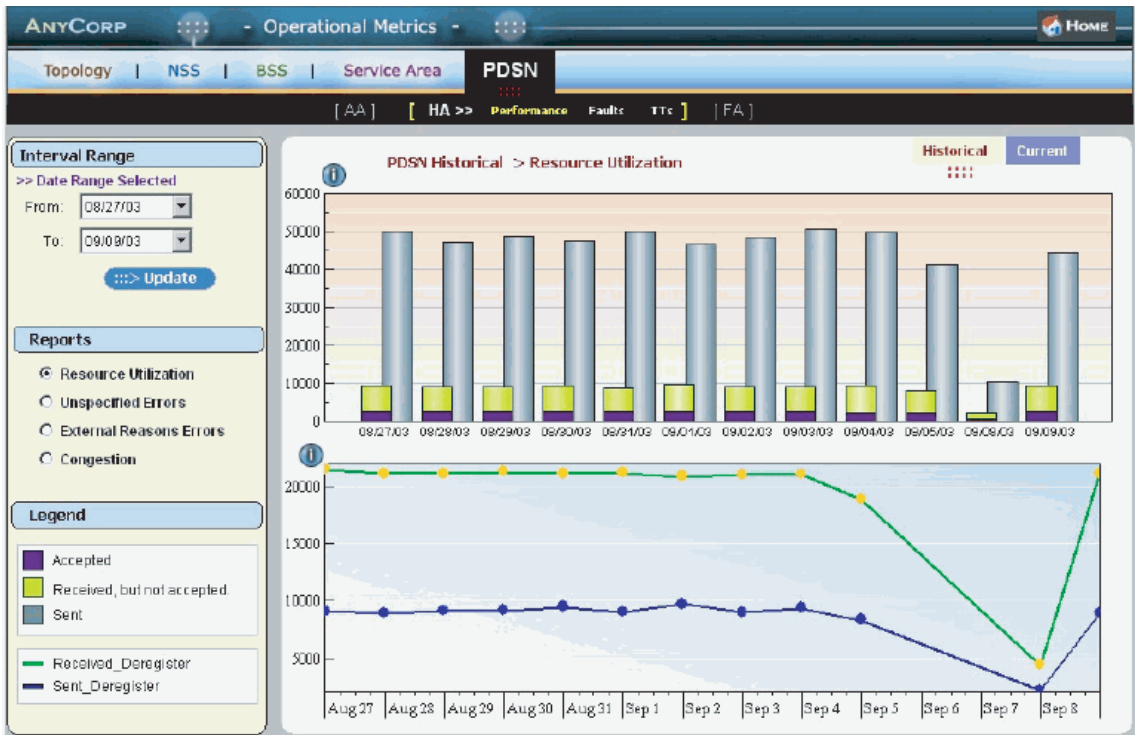 ANYCORP - Operational Metrics - HOME
Topology | NSS | BSS | Service Area PDSN
[ AA ] [ HA >> Performance Faults TTs ] [ FA ]
Interval Range
>> Date Range Selected
From: 08/27/03
To: 09/09/03
:::> Update
Reports
Resource Utilization
Unspecified Errors
External Reasons Errors
Congestion
Legend
Accepted
Received, but not accepted.
Sent
Received_Deregister
Sent_Deregister
PDSN Historical > Resource Utilization
Historical Current
60000
50000
40000
30000
20000
10000
0
08/27/03 08/28/03 08/29/03 08/30/03 08/31/03 09/01/03 09/02/03 09/03/03 09/04/03 09/05/03 09/08/03 09/09/03
20000
15000
10000
5000
Aug 27 Aug 28 Aug 29 Aug 30 Aug 31 Sep 1 Sep 2 Sep 3 Sep 4 Sep 5 Sep 6 Sep 7 Sep 8